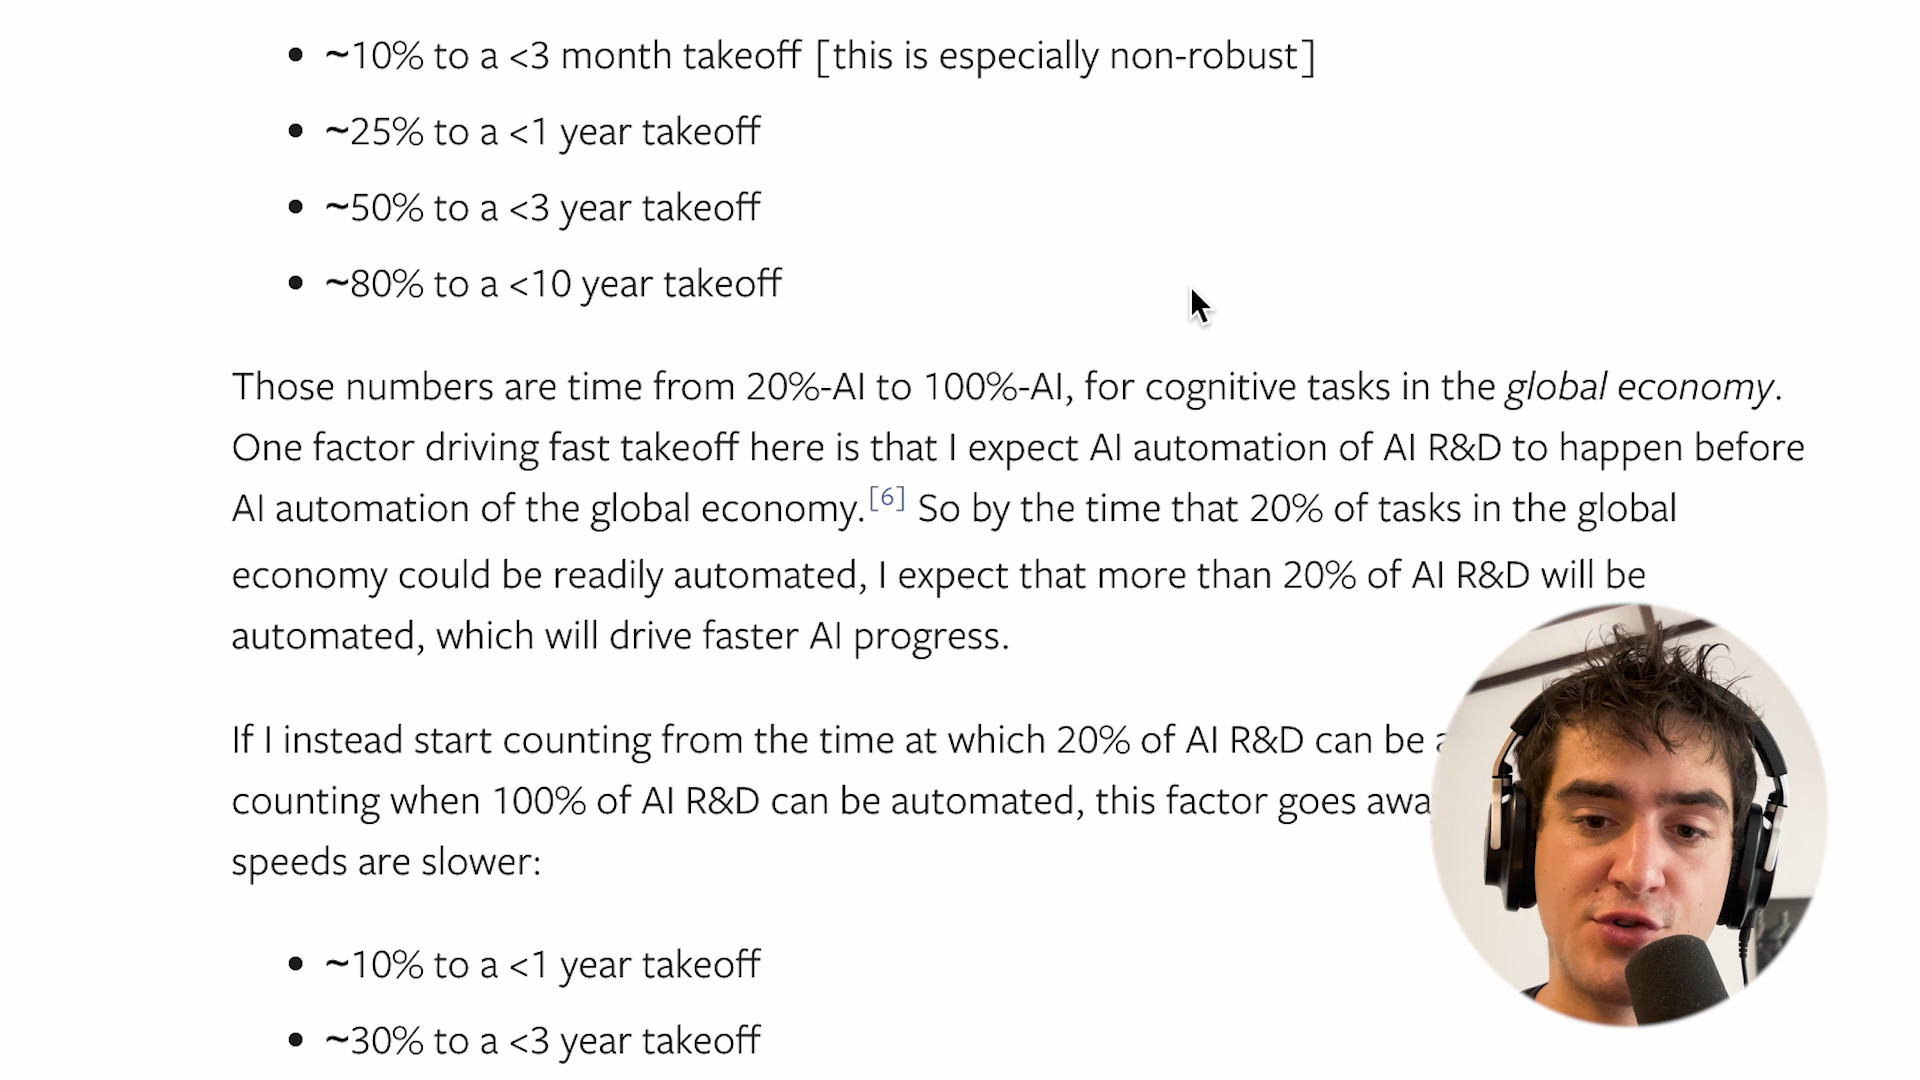 • ~10% to a <3 month takeoff [this is especially non-robust]
• ~25% to a <1 year takeoff
• ~50% to a <3 year takeoff
• ~80% to a <10 year takeoff
Those numbers are time from 20%-AI to 100%-AI, for cognitive tasks in the global economy.
One factor driving fast takeoff here is that I expect AI automation of AI R&D to happen before
AI automation of the global economy.[6] So by the time that 20% of tasks in the global
economy could be readily automated, I expect that more than 20% of AI R&D will be
automated, which will drive faster AI progress.
If I instead start counting from the time at which 20% of AI R&D can be
counting when 100% of AI R&D can be automated, this factor goes
speeds are slower:
• ~10% to a <1 year takeoff
• ~30% to a <3 year takeoff